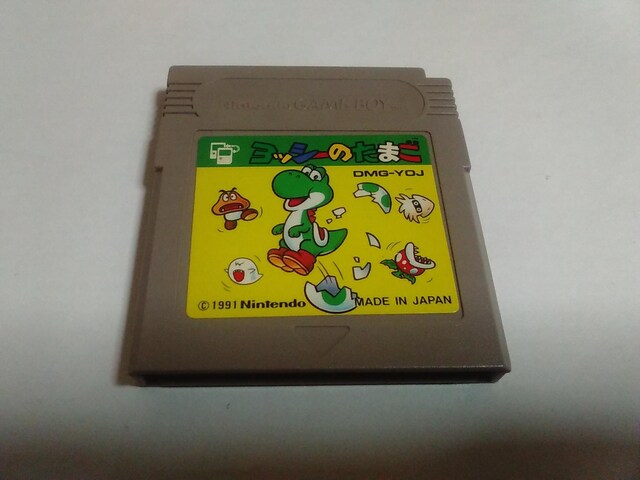 Nintendo GAME BOY
ヨッシーのたまご
DMG-YOJ
©1991 Nintendo
MADE IN JAPAN